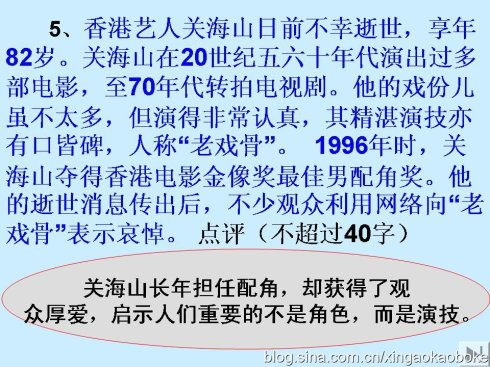 5、香港艺人关海山日前不幸逝世，享年
82岁。关海山在20世纪五六十年代演出过多
部电影，至70年代转拍电视剧。他的戏份儿
虽不太多，但演得非常认真，其精湛演技亦
有口皆碑，人称“老戏骨”。 1996年时，关
海山夺得香港电影金像奖最佳男配角奖。他
的逝世消息传出后，不少观众利用网络向“老
戏骨”表示哀悼。 点评（不超过40字）
关海山长年担任配角，却获得了观
众厚爱，启示人们重要的不是角色，而是演技。
blog.sina.com.cn/xingaokaoboke